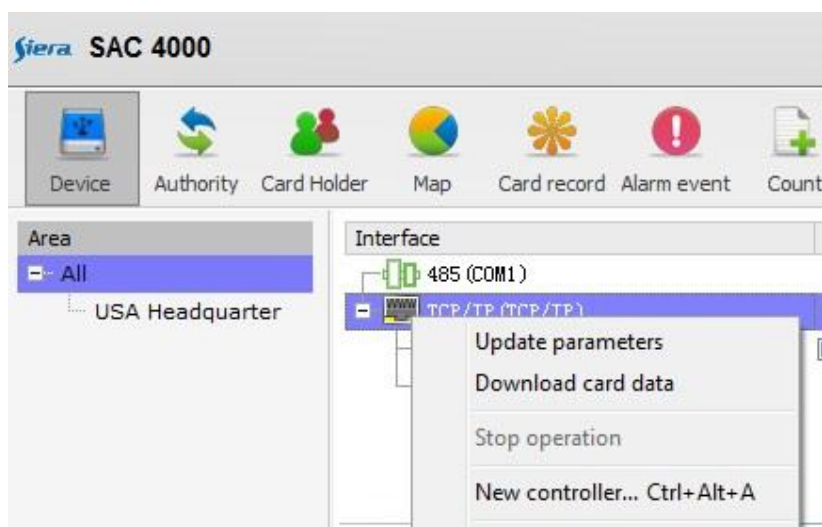 Siera SAC 4000
Device Authority Card Holder Map Card record Alarm event Count
Area
All
USA Headquarter
Interface
485 (COM1)
TCP/IP (TCP/IP)
Update parameters
Download card data
Stop operation
New controller... Ctrl+Alt+A